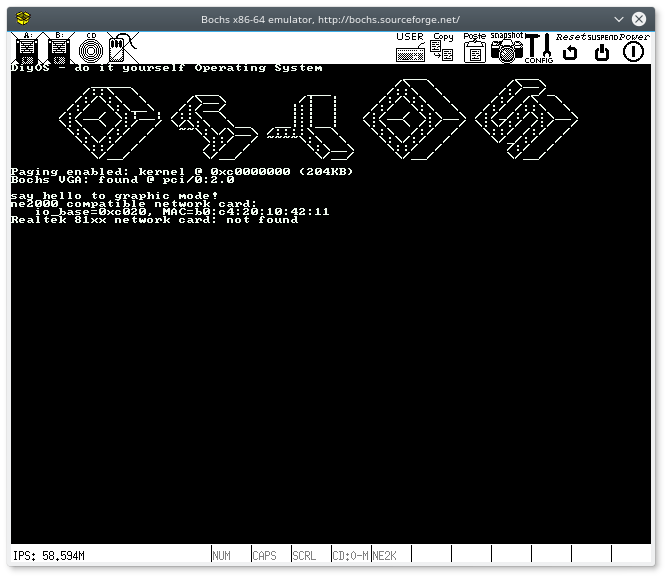 Bochs x86-64 emulator, http://bochs.sourceforge.net/
A: B: CD USER Copy Paste snapshot CONFIG Reset SUSPEND Power
DiyOS - do it yourself Operating System
Paging enabled: kernel @ 0xc0000000 (204KB)
Bochs VGA: found @ pci/0:2.0
say hello to graphic mode!
ne2000 compatible network card:
io_base=0xc020, MAC=b0:c4:20:10:42:11
Realtek 81xx network card: not found
IPS: 58.594M NUM CAPS SCRL CD:0-M NE2K